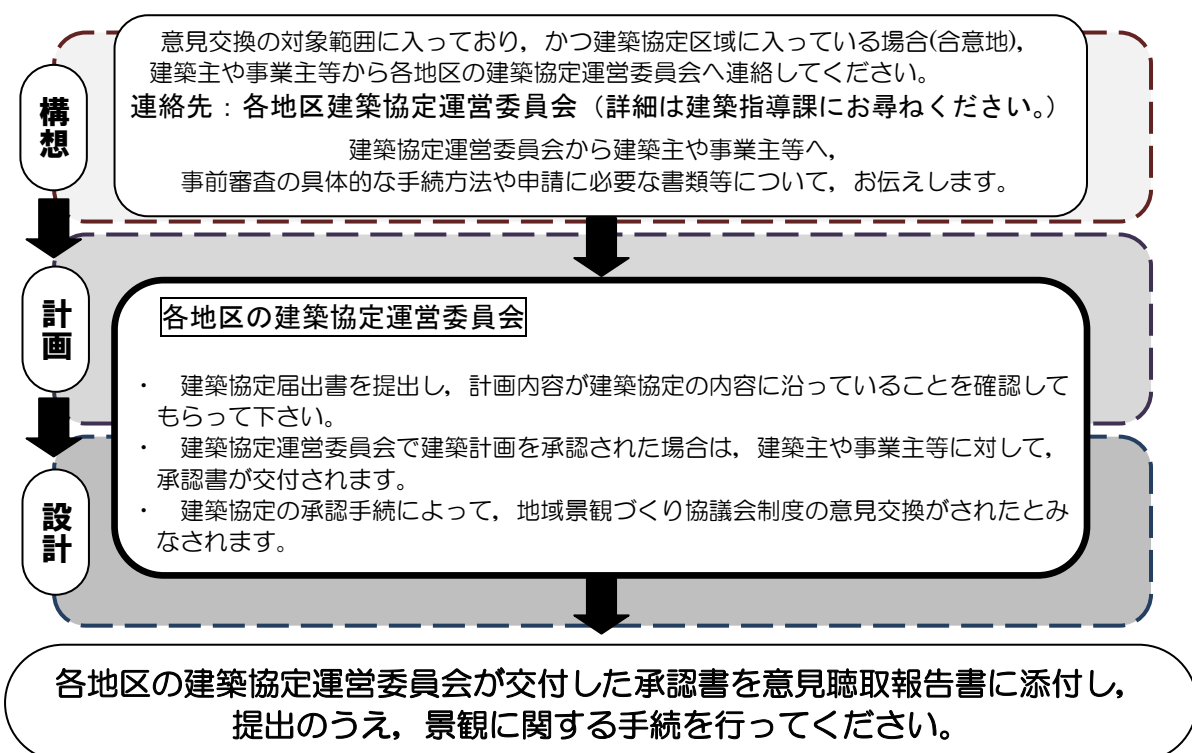 意見交換の対象範囲に入っており，かつ建築協定区域に入っている場合(合意地)，
建築主や事業主等から各地区の建築協定運営委員会へ連絡してください。
連絡先：各地区建築協定運営委員会（詳細は建築指導課にお尋ねください。）
建築協定運営委員会から建築主や事業主等へ，
事前審査の具体的な手続方法や申請に必要な書類等について，お伝えします。
構想
計画
各地区の建築協定運営委員会
・　建築協定届出書を提出し，計画内容が建築協定の内容に沿っていることを確認して
もらって下さい。
・　建築協定運営委員会で建築計画を承認された場合は，建築主や事業主等に対して，
承認書が交付されます。
・　建築協定の承認手続によって，地域景観づくり協議会制度の意見交換がされたとみ
なされます。
設計
各地区の建築協定運営委員会が交付した承認書を意見聴取報告書に添付し，
提出のうえ，景観に関する手続を行ってください。